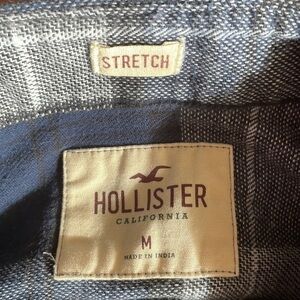 STRETCH
HOLLISTER
CALIFORNIA
M
MADE IN INDIA